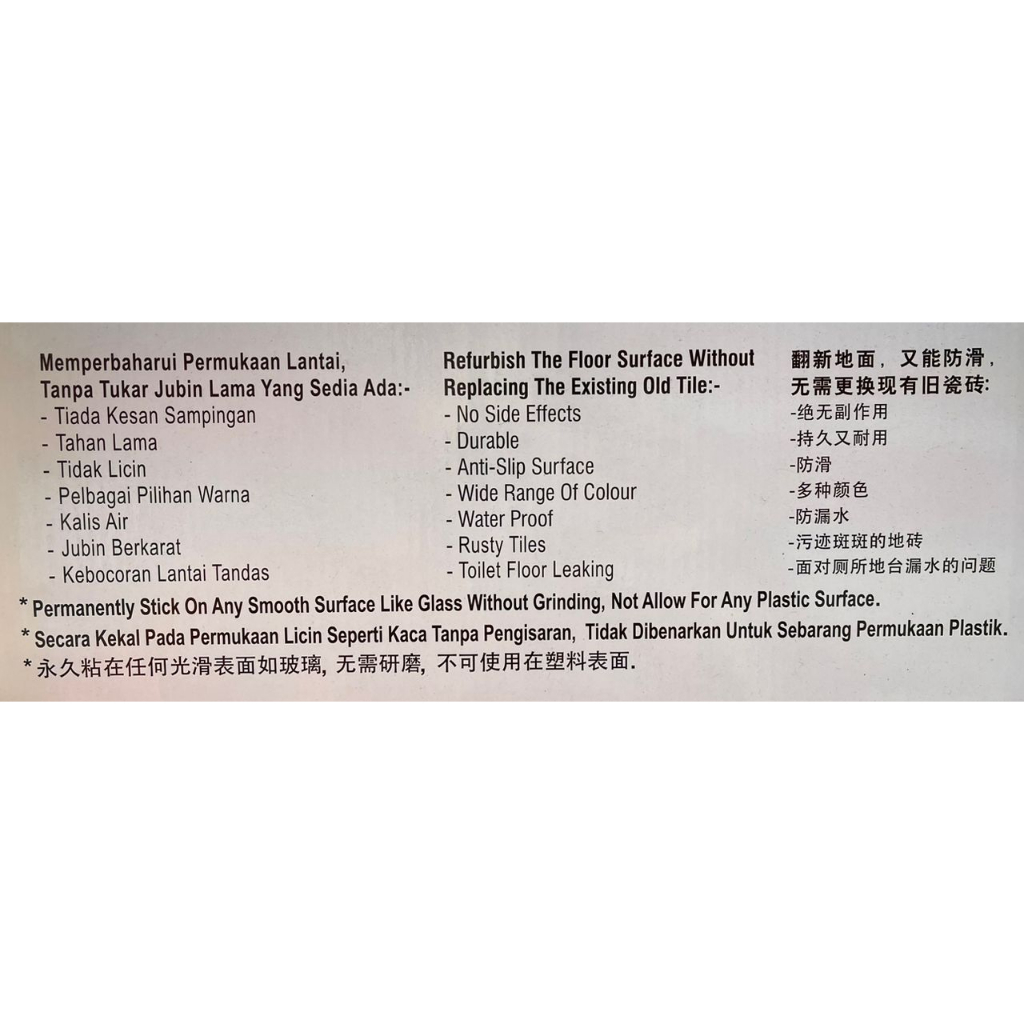 Memperbaharui Permukaan Lantai,
Tanpa Tukar Jubin Lama Yang Sedia Ada:-
- Tiada Kesan Sampingan
- Tahan Lama
- Tidak Licin
- Pelbagai Pilihan Warna
- Kalis Air
- Jubin Berkarat
- Kebocoran Lantai Tandas
Refurbish The Floor Surface Without
Replacing The Existing Old Tile:-
- No Side Effects
- Durable
- Anti-Slip Surface
- Wide Range Of Colour
- Water Proof
- Rusty Tiles
- Toilet Floor Leaking
翻新地面，又能防滑，
无需更换现有旧瓷砖:
-绝无副作用
-持久又耐用
-防滑
-多种颜色
-防漏水
-污迹斑斑的地砖
-面对厕所地台漏水的问题
* Permanently Stick On Any Smooth Surface Like Glass Without Grinding, Not Allow For Any Plastic Surface.
* Secara Kekal Pada Permukaan Licin Seperti Kaca Tanpa Pengisaran, Tidak Dibenarkan Untuk Sebarang Permukaan Plastik.
* 永久粘在任何光滑表面如玻璃, 无需研磨, 不可使用在塑料表面.